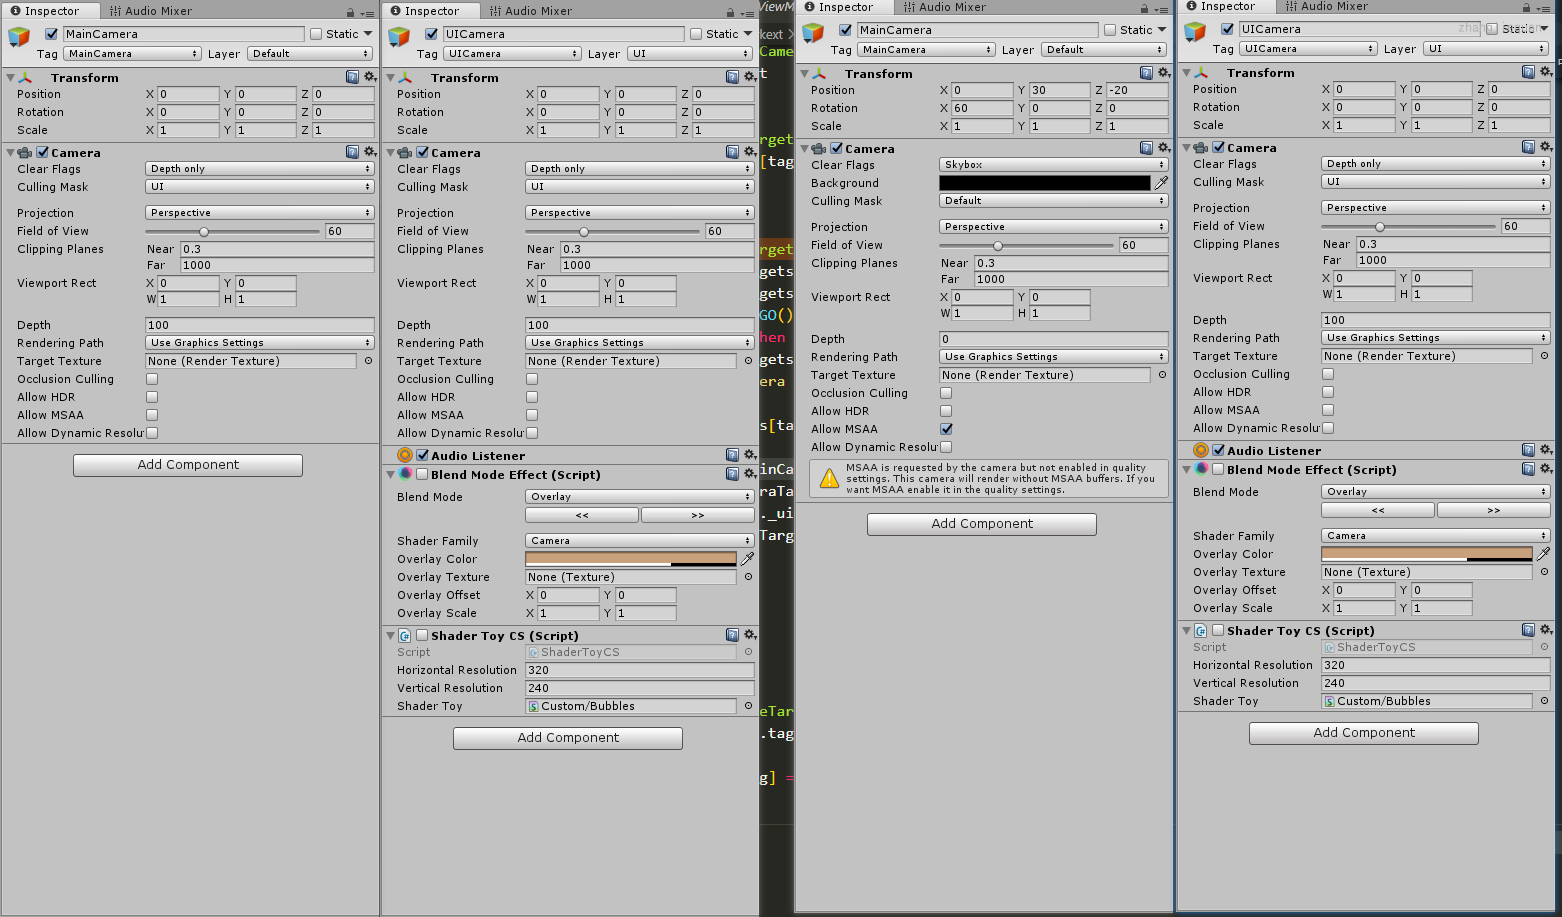 Inspector Audio Mixer
MainCamera Static
Tag MainCamera Layer Default
Transform
Position X 0 Y 0 Z 0
Rotation X 0 Y 0 Z 0
Scale X 1 Y 1 Z 1
Camera
Clear Flags Depth only
Culling Mask UI
Projection Perspective
Field of View 60
Clipping Planes Near 0.3
Far 1000
Viewport Rect X 0 Y 0
W 1 H 1
Depth 100
Rendering Path Use Graphics Settings
Target Texture None (Render Texture)
Occlusion Culling
Allow HDR
Allow MSAA
Allow Dynamic Resolut
Add Component
Inspector Audio Mixer
UICamera Static
Tag UICamera Layer UI
Transform
Position X 0 Y 0 Z 0
Rotation X 0 Y 0 Z 0
Scale X 1 Y 1 Z 1
Camera
Clear Flags Depth only
Culling Mask UI
Projection Perspective
Field of View 60
Clipping Planes Near 0.3
Far 1000
Viewport Rect X 0 Y 0
W 1 H 1
Depth 100
Rendering Path Use Graphics Settings
Target Texture None (Render Texture)
Occlusion Culling
Allow HDR
Allow MSAA
Allow Dynamic Resolut
Audio Listener
Blend Mode Effect (Script)
Blend Mode Overlay
<< >>
Shader Family Camera
Overlay Color
Overlay Texture None (Texture)
Overlay Offset X 0 Y 0
Overlay Scale X 1 Y 1
Shader Toy CS (Script)
Script ShaderToyCS
Horizontal Resolution 320
Vertical Resolution 240
Shader Toy Custom/Bubbles
Add Component
ViewM
kext
Came
t
rget
[tag
rget
gets
gets
GO()
hen
gets
era
s[ta
inCa
raTa
._ui
Targ
eTar
.tag
g] =
Inspector Audio Mixer
MainCamera Static
Tag MainCamera Layer Default
Transform
Position X 0 Y 30 Z -20
Rotation X 60 Y 0 Z 0
Scale X 1 Y 1 Z 1
Camera
Clear Flags Skybox
Background
Culling Mask Default
Projection Perspective
Field of View 60
Clipping Planes Near 0.3
Far 1000
Viewport Rect X 0 Y 0
W 1 H 1
Depth 0
Rendering Path Use Graphics Settings
Target Texture None (Render Texture)
Occlusion Culling
Allow HDR
Allow MSAA
Allow Dynamic Resolut
MSAA is requested by the camera but not enabled in quality
settings. This camera will render without MSAA buffers. If you
want MSAA enable it in the quality settings.
Add Component
Inspector Audio Mixer
UICamera Static
Tag UICamera Layer UI
Transform
Position X 0 Y 0 Z 0
Rotation X 0 Y 0 Z 0
Scale X 1 Y 1 Z 1
Camera
Clear Flags Depth only
Culling Mask UI
Projection Perspective
Field of View 60
Clipping Planes Near 0.3
Far 1000
Viewport Rect X 0 Y 0
W 1 H 1
Depth 100
Rendering Path Use Graphics Settings
Target Texture None (Render Texture)
Occlusion Culling
Allow HDR
Allow MSAA
Allow Dynamic Resolut
Audio Listener
Blend Mode Effect (Script)
Blend Mode Overlay
<< >>
Shader Family Camera
Overlay Color
Overlay Texture None (Texture)
Overlay Offset X 0 Y 0
Overlay Scale X 1 Y 1
Shader Toy CS (Script)
Script ShaderToyCS
Horizontal Resolution 320
Vertical Resolution 240
Shader Toy Custom/Bubbles
Add Component